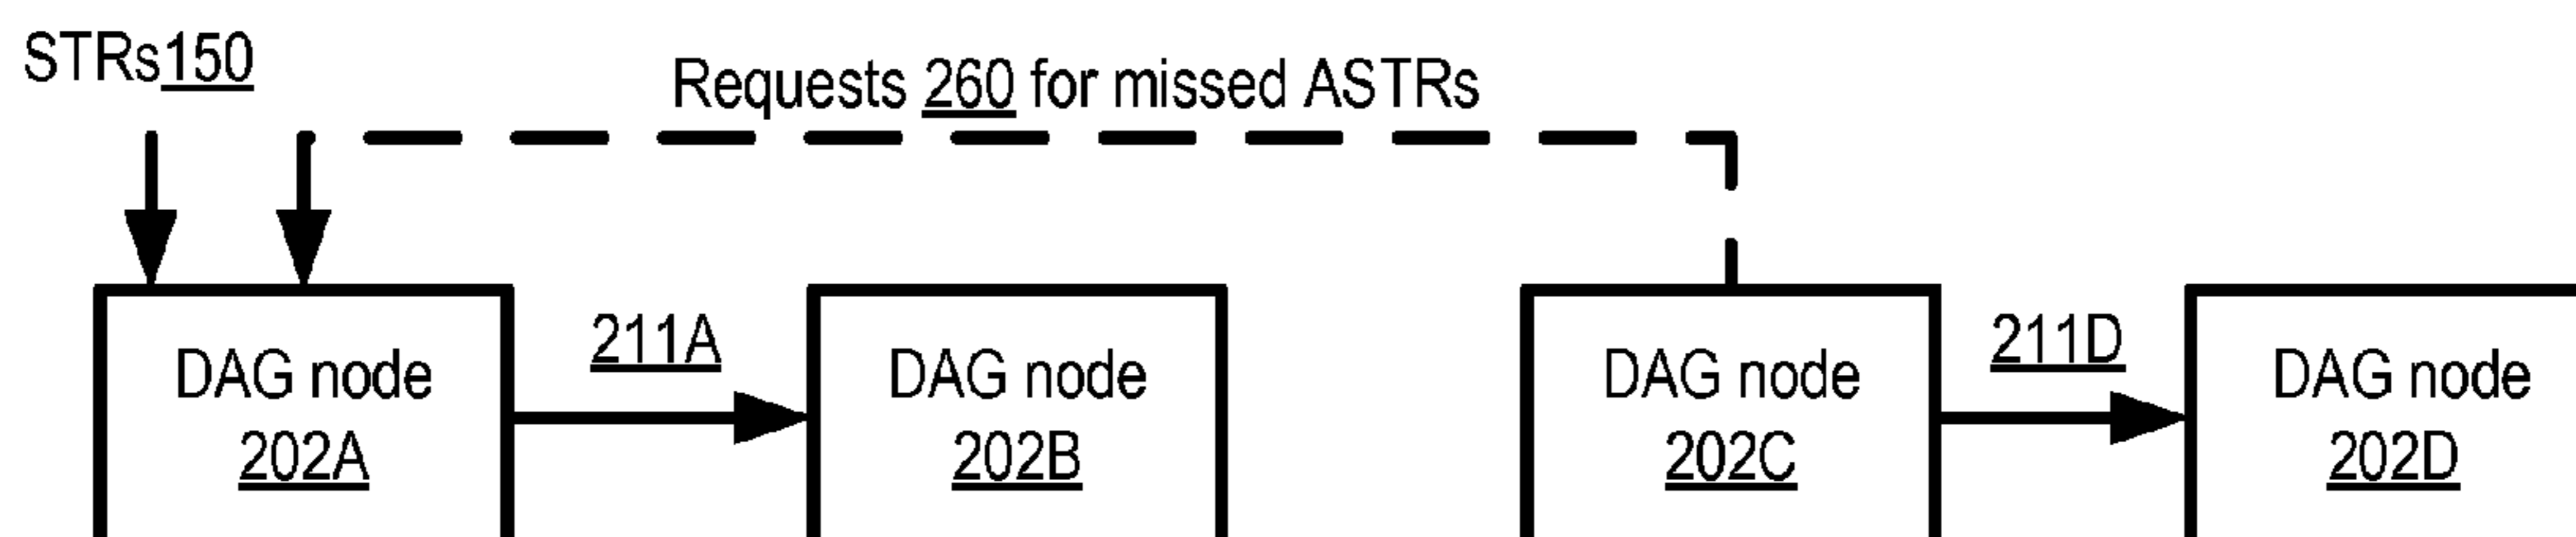 STRs150
Requests 260 for missed ASTRs
211A
211D
DAG node
202A
DAG node
202B
DAG node
202C
DAG node
202D